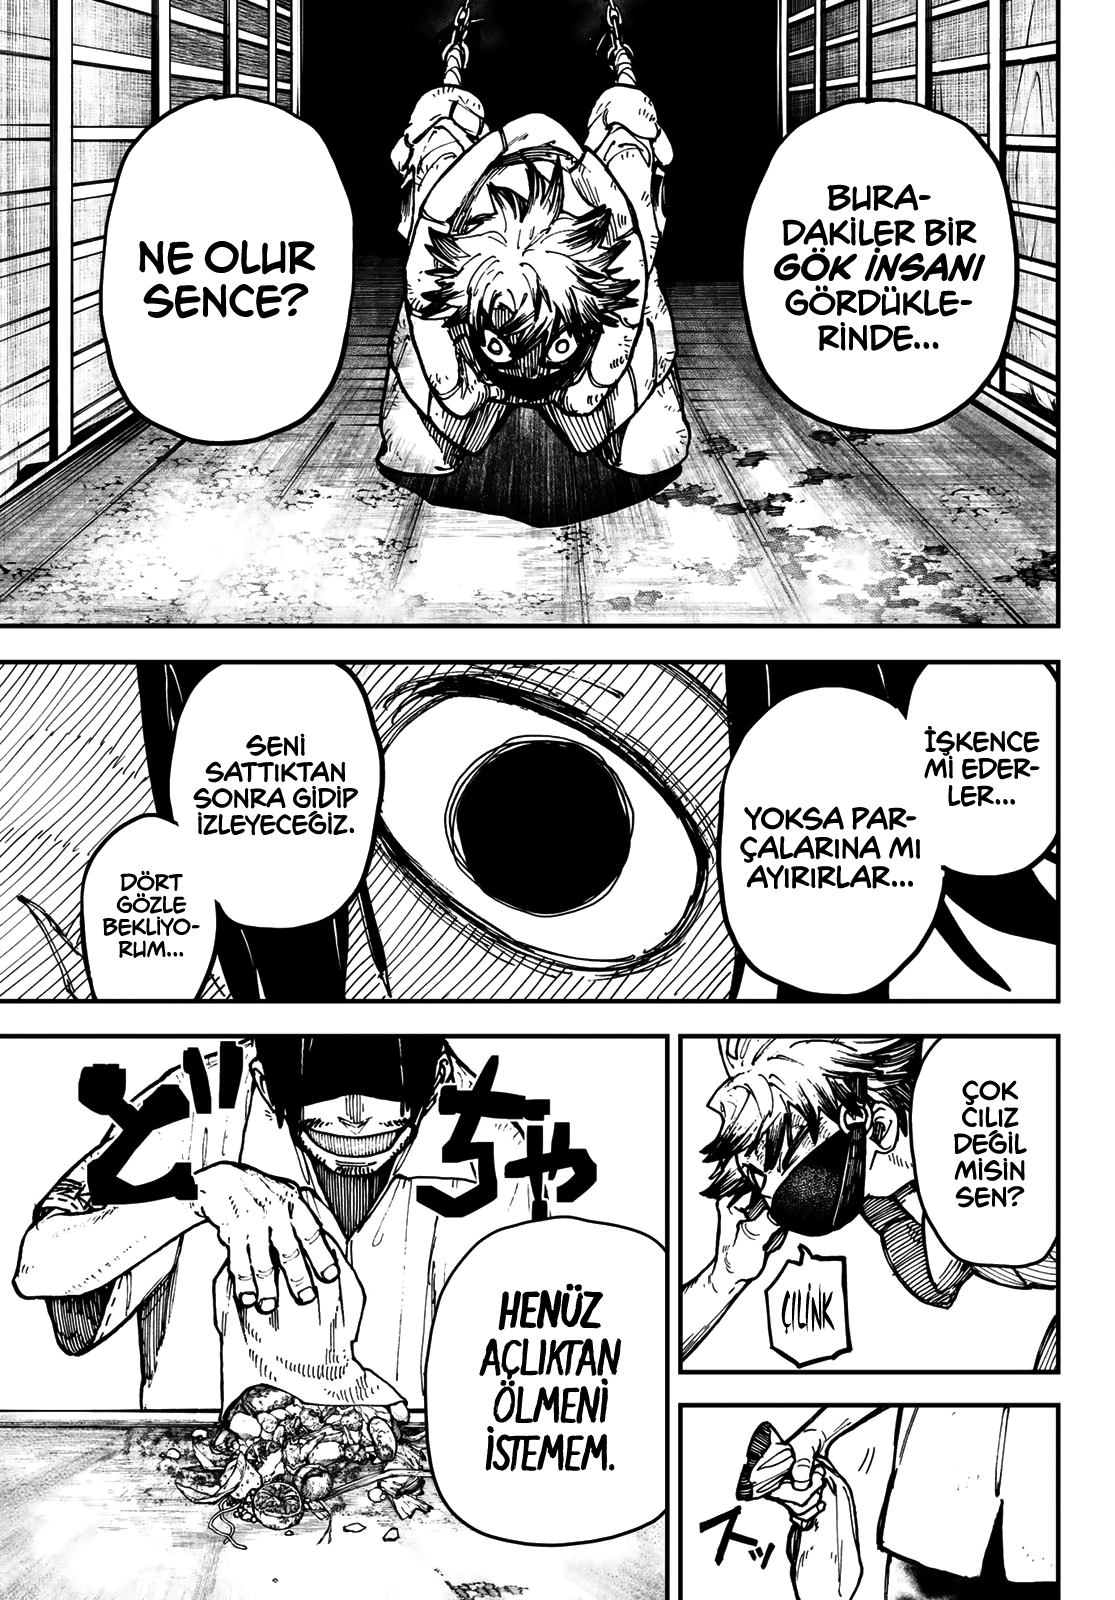 BURA-
DAKİLER BİR
GÖK İNSANI
GÖRDÜKLE-
RİNDE...
NE OLUR
SENCE?
İŞKENCE
Mİ EDER-
LER...
YOKSA PAR-
ÇALARINA MI
AYIRIRLAR...
SENİ
SATTIKTAN
SONRA GİDİP
İZLEYECEĞİZ.
DÖRT
GÖZLE
BEKLİYO-
RUM...
ÇOK
CILIZ
DEĞİL
MİSİN
SEN?
ÇILINK
ズッ
どちゃ
HENÜZ
AÇLIKTAN
ÖLMENİ
İSTEMEM.